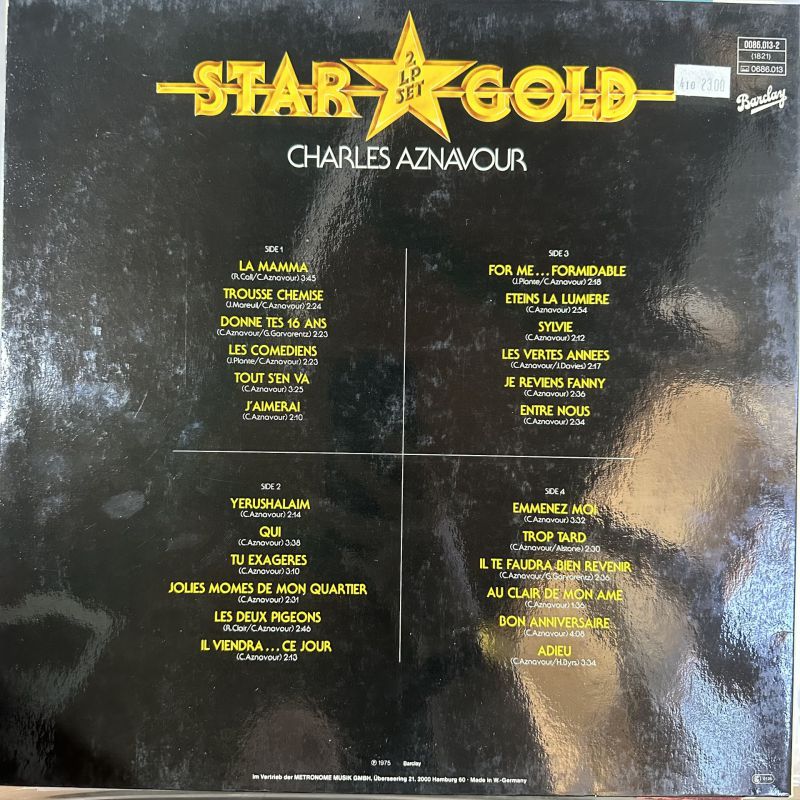 STAR 2 LP SET GOLD
CHARLES AZNAVOUR
0086.013-2
(1821)
0686.013
410 23.00
Barclay
SIDE 1
LA MAMMA
(R.Call/C.Aznavour) 3:45
TROUSSE CHEMISE
(J.Mareuil/C.Aznavour) 2:24
DONNE TES 16 ANS
(C.Aznavour/G.Garvarentz) 2:23
LES COMEDIENS
(J.Plante/C.Aznavour) 2:23
TOUT S'EN VA
(C.Aznavour) 3:25
J'AIMERAI
(C.Aznavour) 2:10
SIDE 2
YERUSHALAIM
(C.Aznavour) 2:14
QUI
(C.Aznavour) 3:38
TU EXAGERES
(C.Aznavour) 3:10
JOLIES MOMES DE MON QUARTIER
(C.Aznavour) 2:31
LES DEUX PIGEONS
(R.Clair/C.Aznavour) 2:46
IL VIENDRA...CE JOUR
(C.Aznavour) 2:13
SIDE 3
FOR ME...FORMIDABLE
(J.Plante/C.Aznavour) 2:18
ETEINS LA LUMIERE
(C.Aznavour) 2:54
SYLVIE
(C.Aznavour) 2:12
LES VERTES ANNEES
(C.Aznavour/J.Davies) 2:17
JE REVIENS FANNY
(C.Aznavour) 2:36
ENTRE NOUS
(C.Aznavour) 2:34
SIDE 4
EMMENEZ MOI
(C.Aznavour) 3:32
TROP TARD
(C.Aznavour/Alstone) 2:30
IL TE FAUDRA BIEN REVENIR
(C.Aznavour/G.Garvarentz) 2:36
AU CLAIR DE MON AME
(C.Aznavour) 1:36
BON ANNIVERSAIRE
(C.Aznavour) 4:08
ADIEU
(C.Aznavour/H.Byrs) 3:34
℗ 1975 Barclay
Im Vertrieb der METRONOME MUSIK GMBH, Überseering 21, 2000 Hamburg 60 · Made in W.-Germany